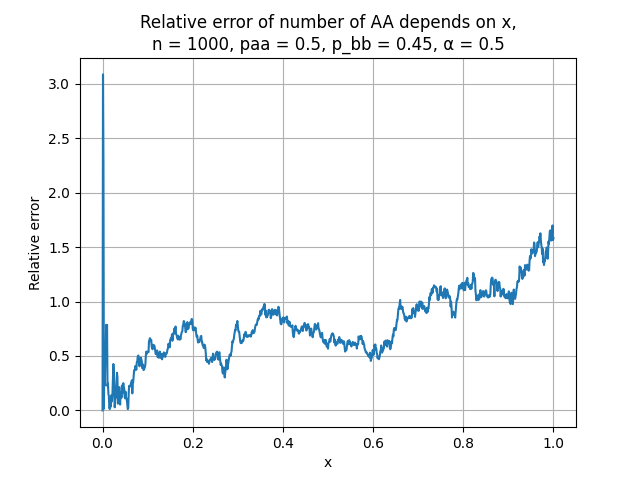 Relative error of number of AA depends on x,
n = 1000, paa = 0.5, p_bb = 0.45, α = 0.5
3.0
2.5
2.0
1.5
1.0
0.5
0.0
Relative error
0.0 0.2 0.4 0.6 0.8 1.0
x